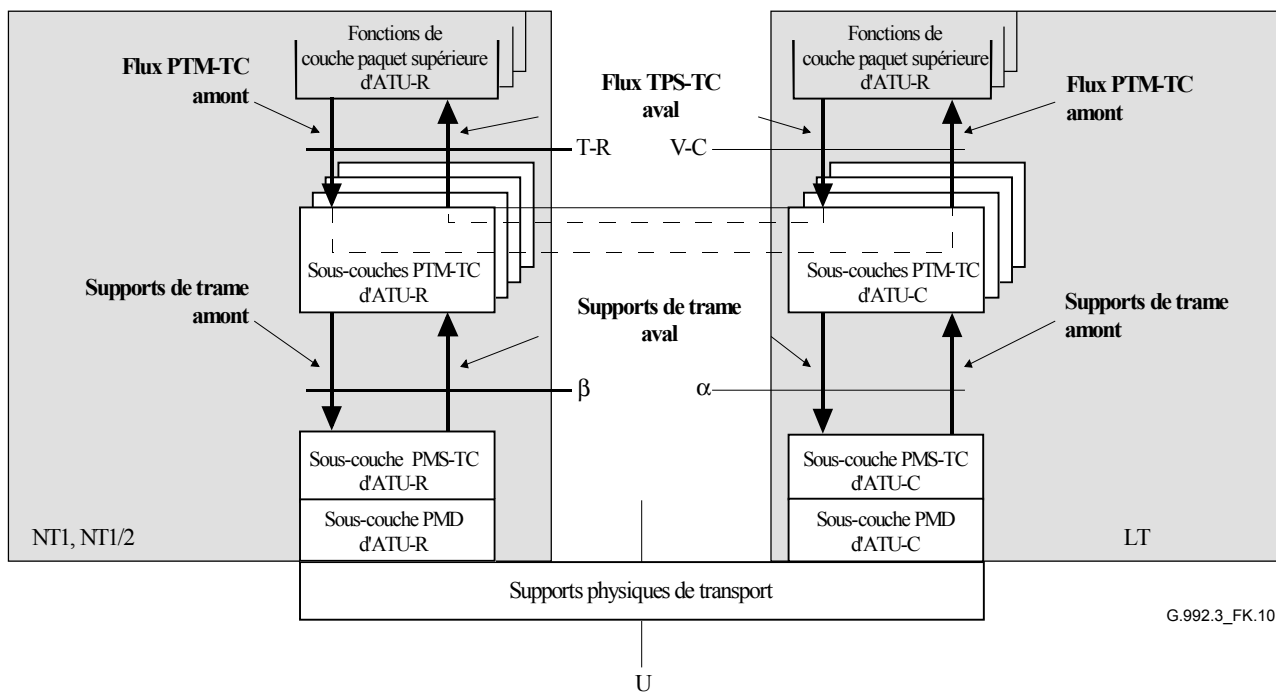 Fonctions de
couche paquet supérieure
d'ATU-R
Flux PTM-TC
amont
Flux TPS-TC
aval
Fonctions de
couche paquet supérieure
d'ATU-R
Flux PTM-TC
amont
T-R
V-C
Sous-couches PTM-TC
d'ATU-R
Sous-couches PTM-TC
d'ATU-C
Supports de trame
amont
Supports de trame
aval
Supports de trame
amont
β
α
Sous-couche PMS-TC
d'ATU-R
Sous-couche PMS-TC
d'ATU-C
NT1, NT1/2
Sous-couche PMD
d'ATU-R
Sous-couche PMD
d'ATU-C
LT
Supports physiques de transport
G.992.3_FK.10
U